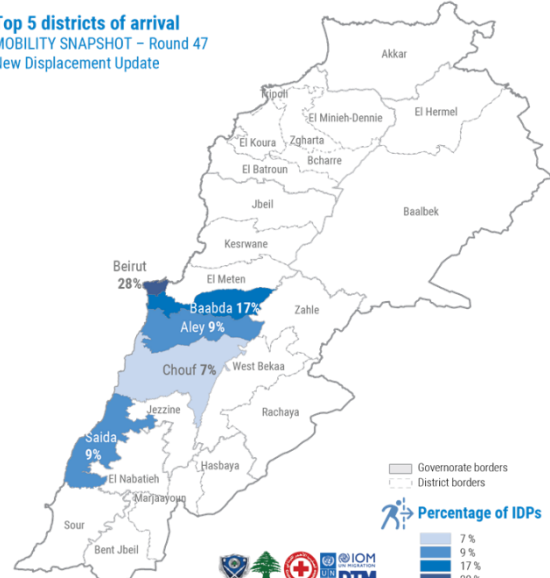 Top 5 districts of arrival
MOBILITY SNAPSHOT – Round 47
New Displacement Update
Akkar
Tripoli
El Minieh-Dennie
El Hermel
El Koura
Zgharta
Bcharre
El Batroun
Jbeil
Baalbek
Kesrwane
Beirut
28%
El Meten
Baabda 17%
Zahle
Aley 9%
Chouf 7%
West Bekaa
Jezzine
Rachaya
Saida
9%
Hasbaya
El Nabatieh
Marjaayoun
Sour
Bent Jbeil
Governorate borders
District borders
Percentage of IDPs
7 %
9 %
17 %
UN
IOM
UN MIGRATION
DTM